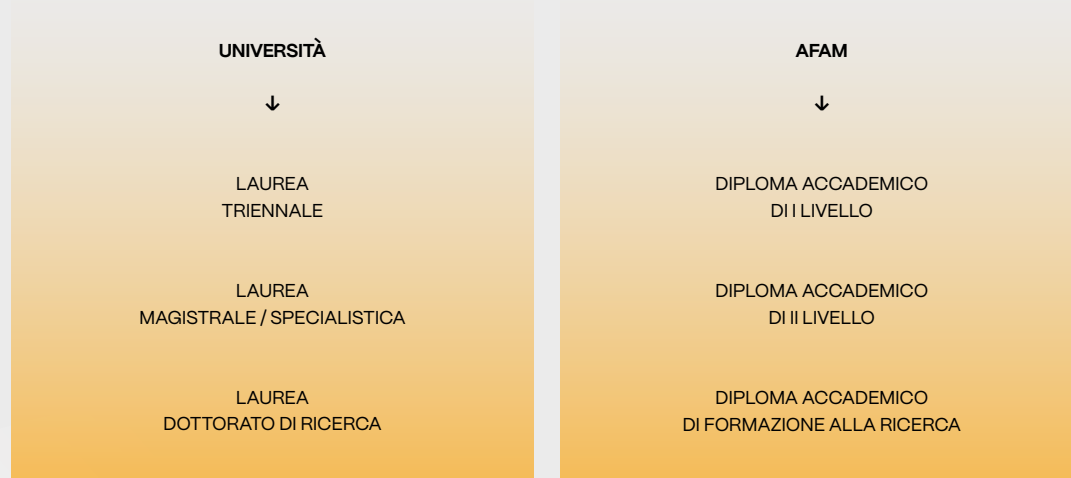 UNIVERSITÀ
↓
LAUREA
TRIENNALE
LAUREA
MAGISTRALE / SPECIALISTICA
LAUREA
DOTTORATO DI RICERCA
AFAM
↓
DIPLOMA ACCADEMICO
DI I LIVELLO
DIPLOMA ACCADEMICO
DI II LIVELLO
DIPLOMA ACCADEMICO
DI FORMAZIONE ALLA RICERCA